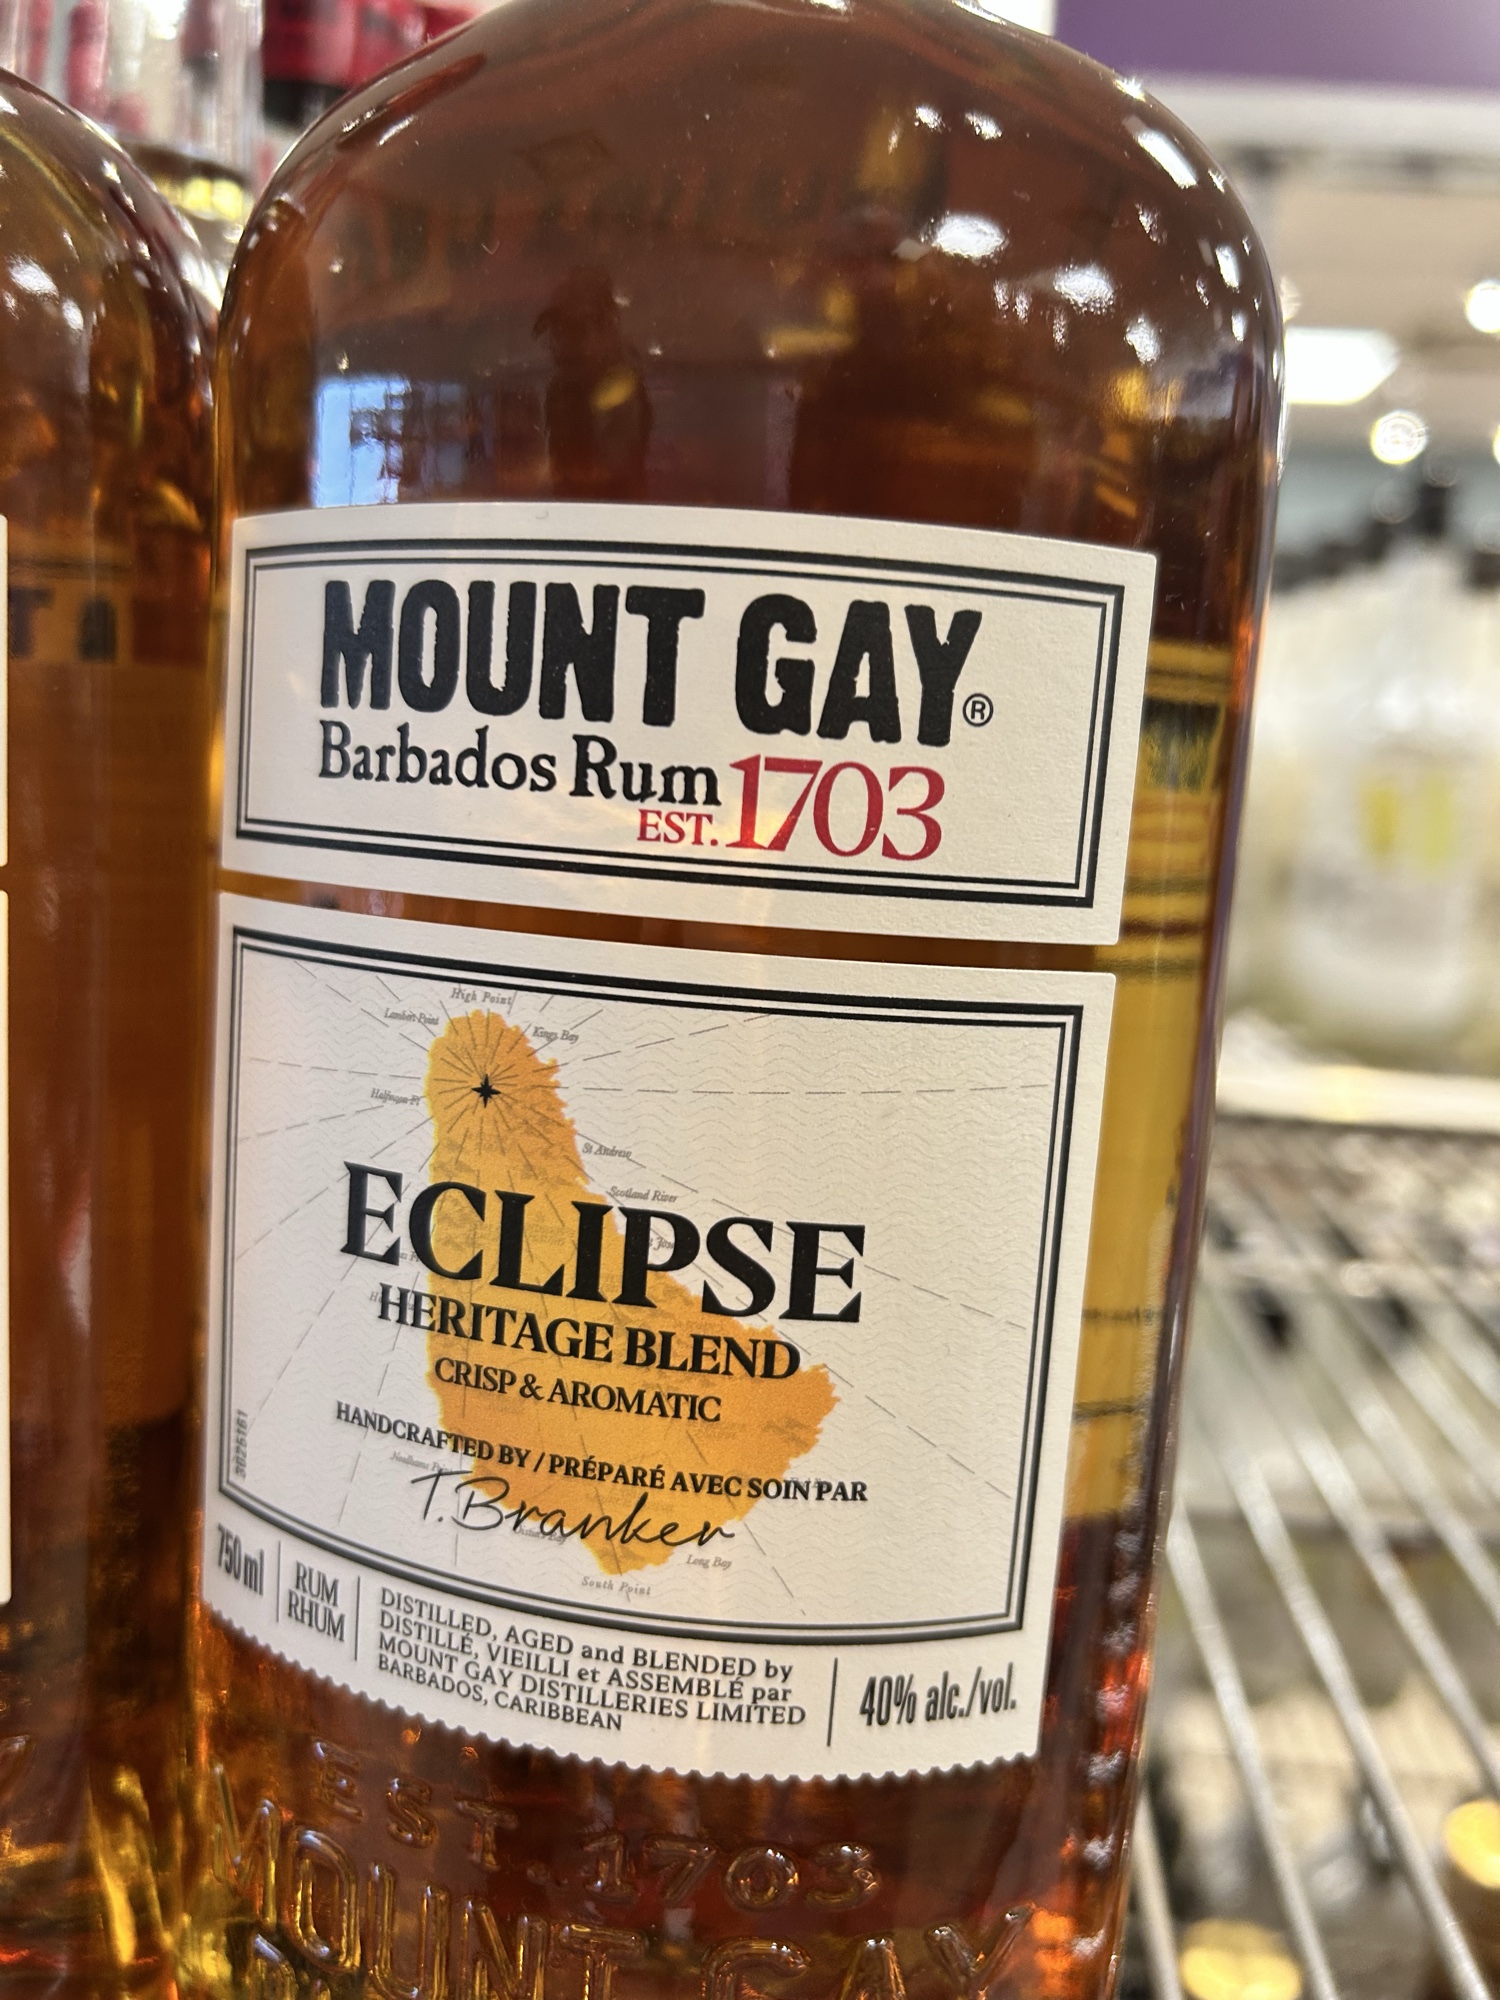 MOUNT GAY®
Barbados Rum
EST. 1703
High Point
Lambert Point
Kings Bay
Halfmoon Pt
St Andrew
Scotland River
ECLIPSE
HERITAGE BLEND
CRISP & AROMATIC
HANDCRAFTED BY / PRÉPARÉ AVEC SOIN PAR
T. Branker
Long Bay
South Point
3026161
750 ml
RUM
RHUM
DISTILLED, AGED and BLENDED by
DISTILLÉ, VIEILLI et ASSEMBLÉ par
MOUNT GAY DISTILLERIES LIMITED
BARBADOS, CARIBBEAN
40% alc./vol.
EST. 1703
MOUNT GAY